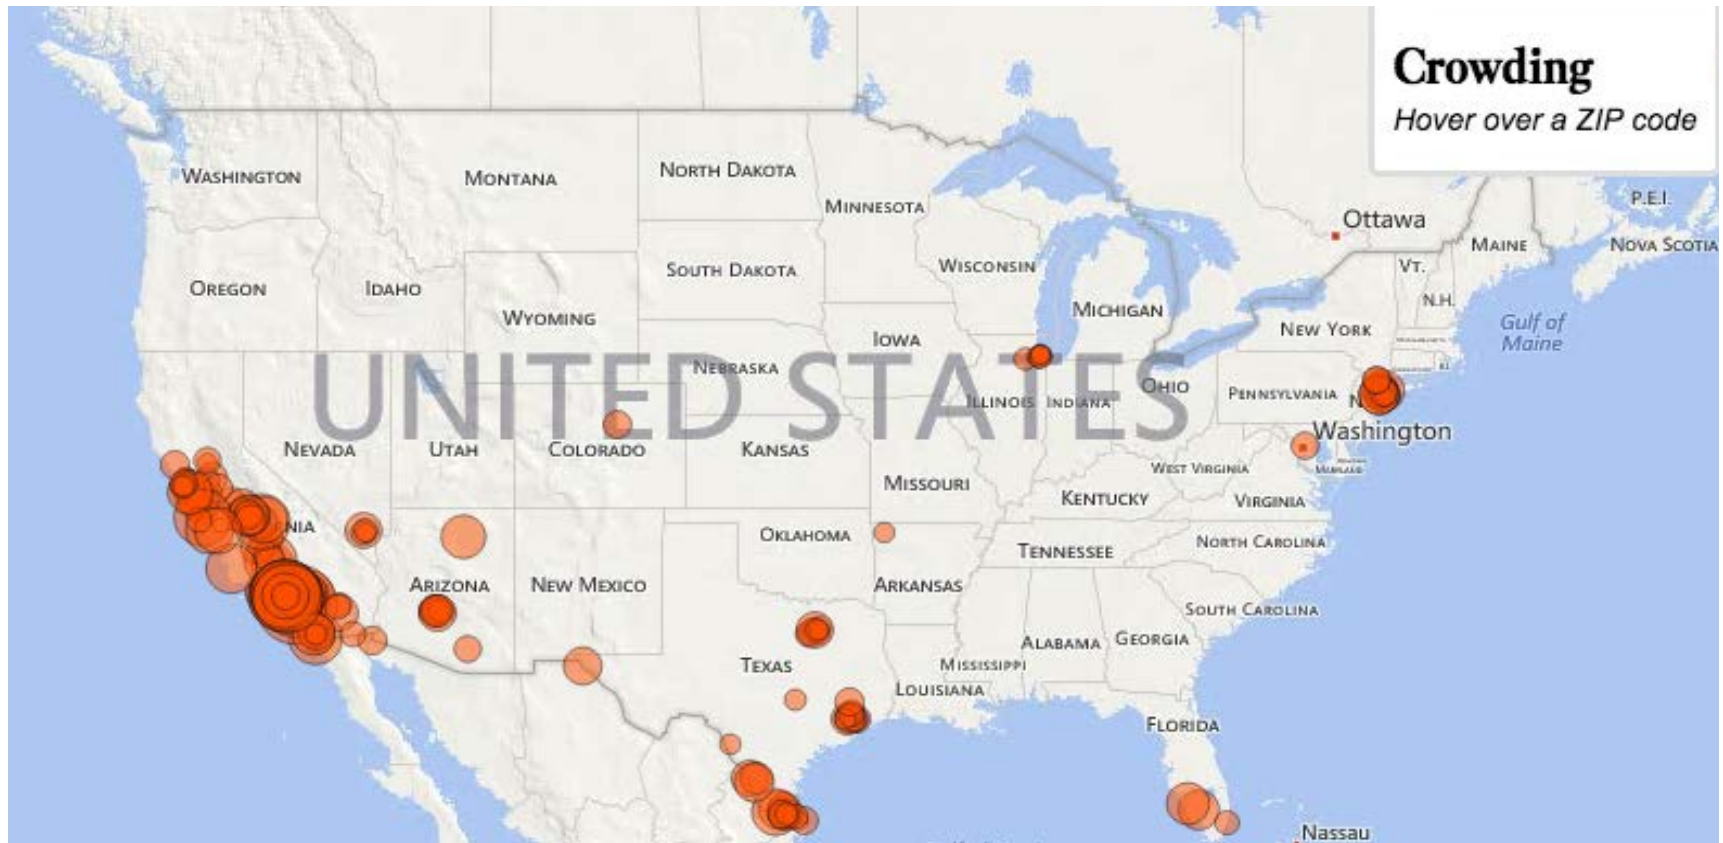 Crowding
Hover over a ZIP code
WASHINGTON
MONTANA
NORTH DAKOTA
MINNESOTA
Ottawa
P.E.I.
MAINE
NOVA SCOTIA
OREGON
IDAHO
SOUTH DAKOTA
WISCONSIN
VT.
N.H.
WYOMING
MICHIGAN
NEW YORK
Gulf of
Maine
IOWA
UNITED STATES
NEBRASKA
OHIO
PENNSYLVANIA
ILLINOIS
INDIANA
N
NEVADA
UTAH
COLORADO
KANSAS
Washington
WEST VIRGINIA
MARYLAND
MISSOURI
KENTUCKY
VIRGINIA
NIA
OKLAHOMA
TENNESSEE
NORTH CAROLINA
ARIZONA
NEW MEXICO
ARKANSAS
SOUTH CAROLINA
ALABAMA
GEORGIA
TEXAS
MISSISSIPPI
LOUISIANA
FLORIDA
Nassau